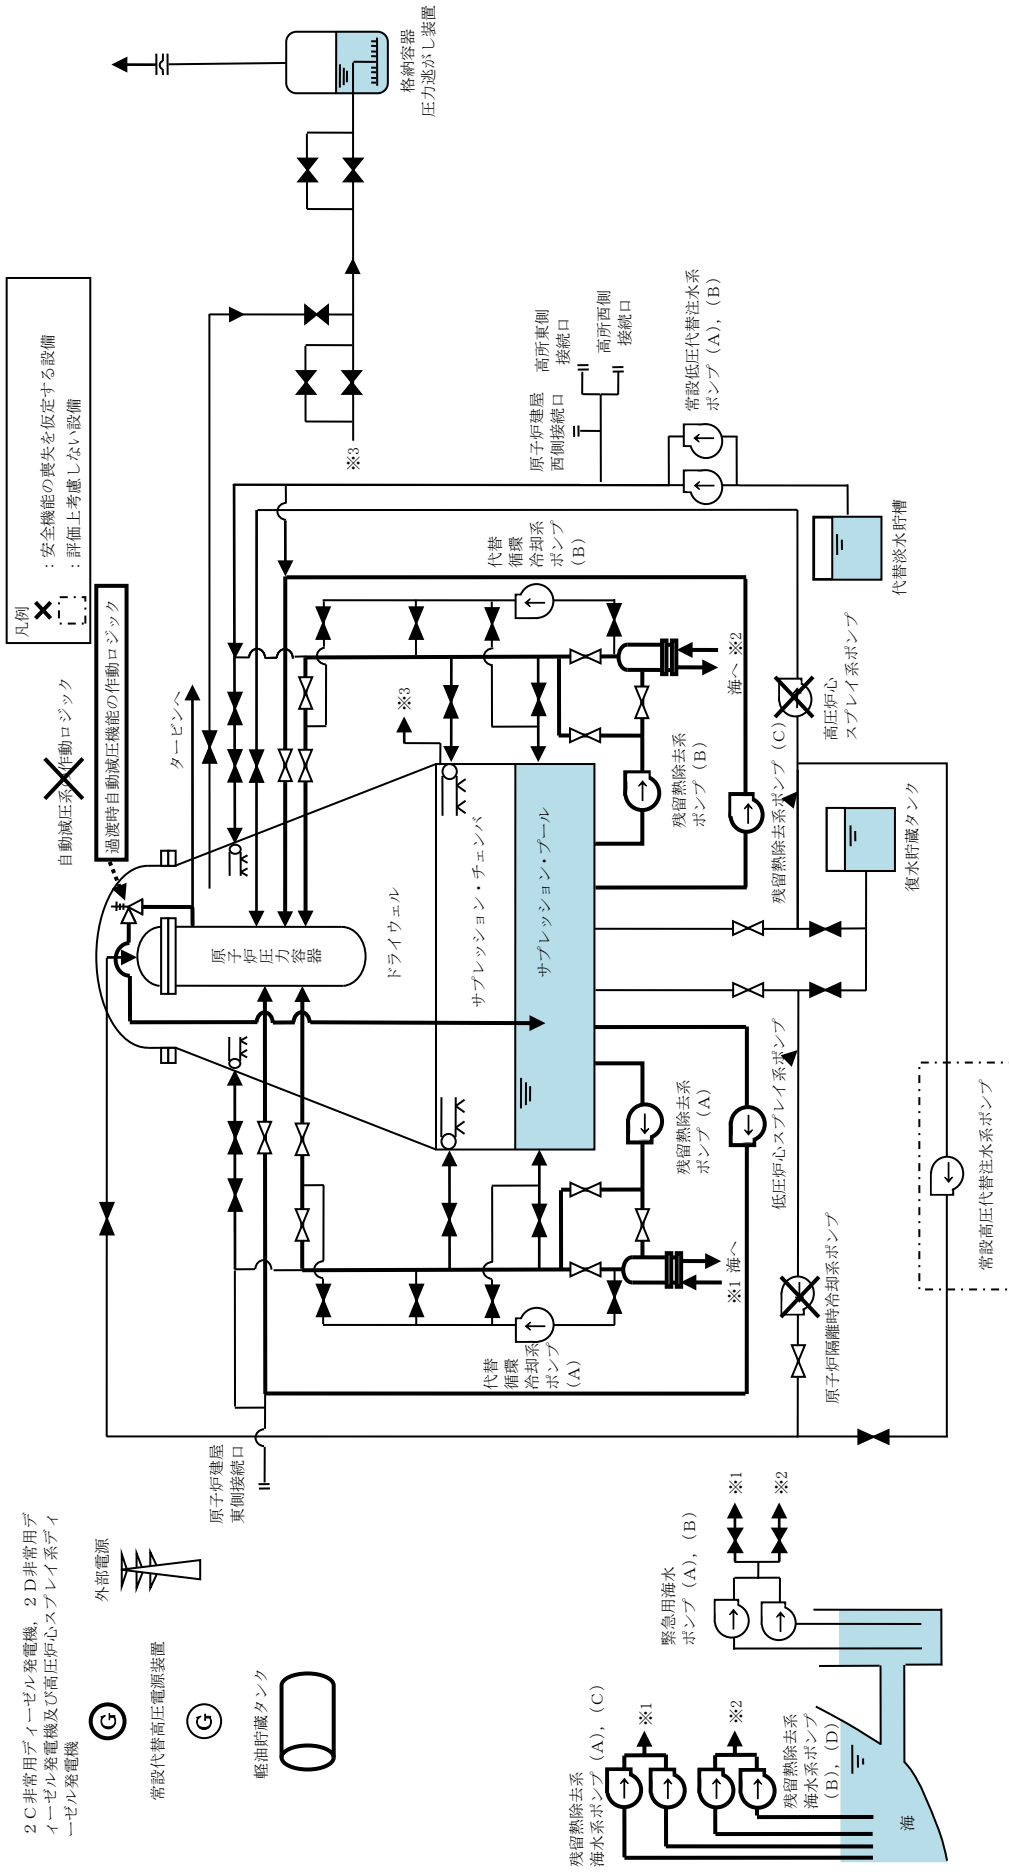 2C非常用ディーゼル発電機，2D非常用デ
ィーゼル発電機及び高圧炉心スプレイ系ディ
ーゼル発電機
外部電源
G
常設代替高圧電源装置
G
軽油貯蔵タンク
原子炉建屋
東側接続口
タービンへ
自動減圧系の作動ロジック
過渡時自動減圧機能の作動ロジック
凡例
：安全機能の喪失を仮定する設備
：評価上考慮しない設備
格納容器
圧力逃がし装置
※3
原子炉圧力容器
ドライウェル
サプレッション・チェンバ
サプレッション・プール
※3
代替
循環
冷却系
ポンプ
(B)
代替
循環
冷却系
ポンプ
(A)
原子炉建屋
西側接続口
高所東側
接続口
高所西側
接続口
常設低圧代替注水系
ポンプ（A），（B）
代替淡水貯槽
海へ
※2
残留熱除去系
ポンプ（B）
残留熱除去系ポンプ（C）
高圧炉心
スプレイ系ポンプ
復水貯蔵タンク
残留熱除去系
ポンプ（A）
低圧炉心スプレイ系ポンプ
※1
海へ
原子炉隔離時冷却系ポンプ
常設高圧代替注水系ポンプ
緊急用海水
ポンプ（A），（B）
※1
※2
残留熱除去系
海水系ポンプ（A），（C）
※1
※2
残留熱除去系
海水系ポンプ
（B），（D）
海